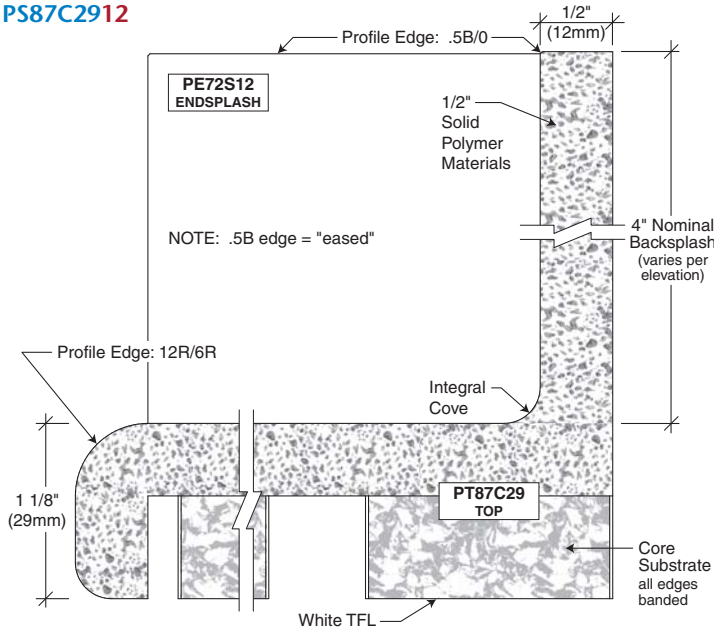 PS87C2912
1/2"
(12mm)
Profile Edge: .5B/0
PE72S12
ENDSPLASH
1/2"
Solid
Polymer
Materials
NOTE: .5B edge = "eased"
4" Nominal
Backsplash
(varies per
elevation)
Profile Edge: 12R/6R
Integral
Cove
1 1/8"
(29mm)
PT87C29
TOP
Core
Substrate
all edges
banded
White TFL